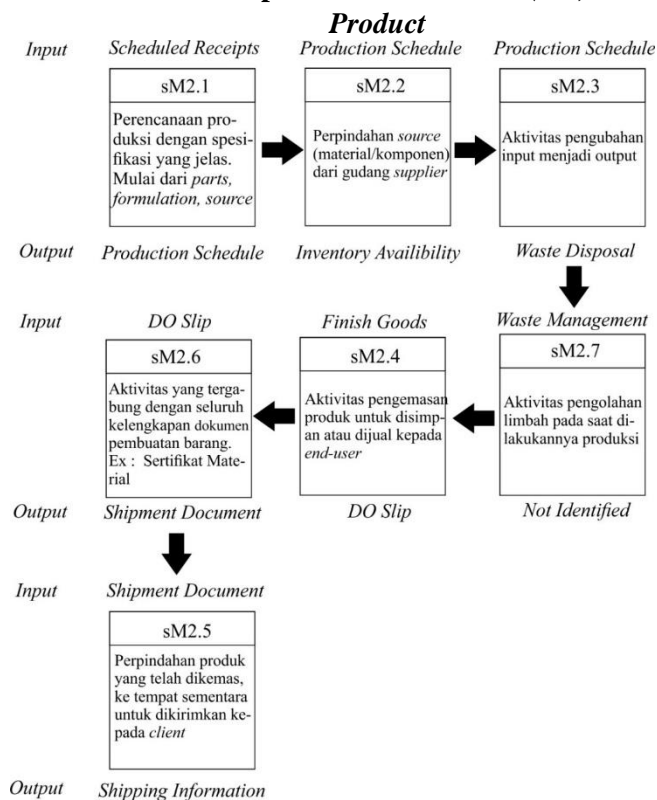 Product
Input Scheduled Receipts Production Schedule Production Schedule
sM2.1 sM2.2 sM2.3
Perencanaan pro-
duksi dengan spesi-
fikasi yang jelas.
Mulai dari parts,
formulation, source
Perpindahan source
(material/komponen)
dari gudang supplier
Aktivitas pengubahan
input menjadi output
Output Production Schedule Inventory Availibility Waste Disposal
Input DO Slip Finish Goods Waste Management
sM2.6 sM2.4 sM2.7
Aktivitas yang terga-
bung dengan seluruh
kelengkapan dokumen
pembuatan barang.
Ex : Sertifikat Mate-
rial
Aktivitas pengemasan
produk untuk disimp-
an atau dijual kepada
end-user
Aktivitas pengolahan
limbah pada saat di-
lakukannya produksi
Output Shipment Document DO Slip Not Identified
Input Shipment Document
sM2.5
Perpindahan produk
yang telah dikemas,
ke tempat sementara
untuk dikirimkan ke-
pada client
Output Shipping Information